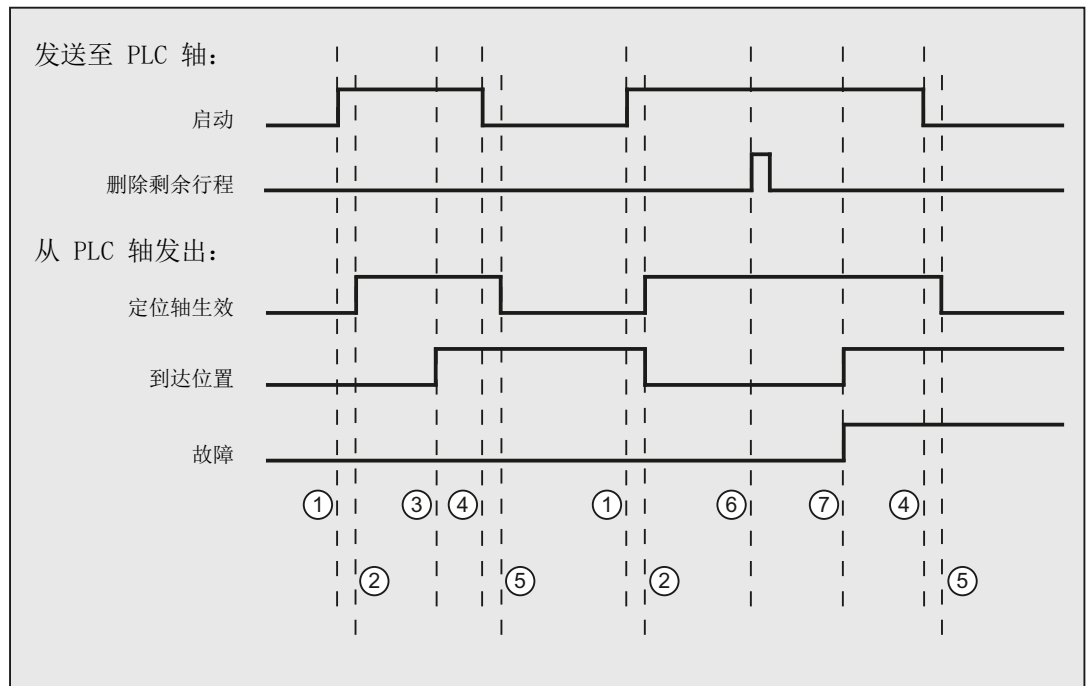 发送至 PLC 轴：
启动
删除剩余行程
从 PLC 轴发出：
定位轴生效
到达位置
故障
① ③ ④ ① ⑥ ⑦ ④
② ⑤ ② ⑤